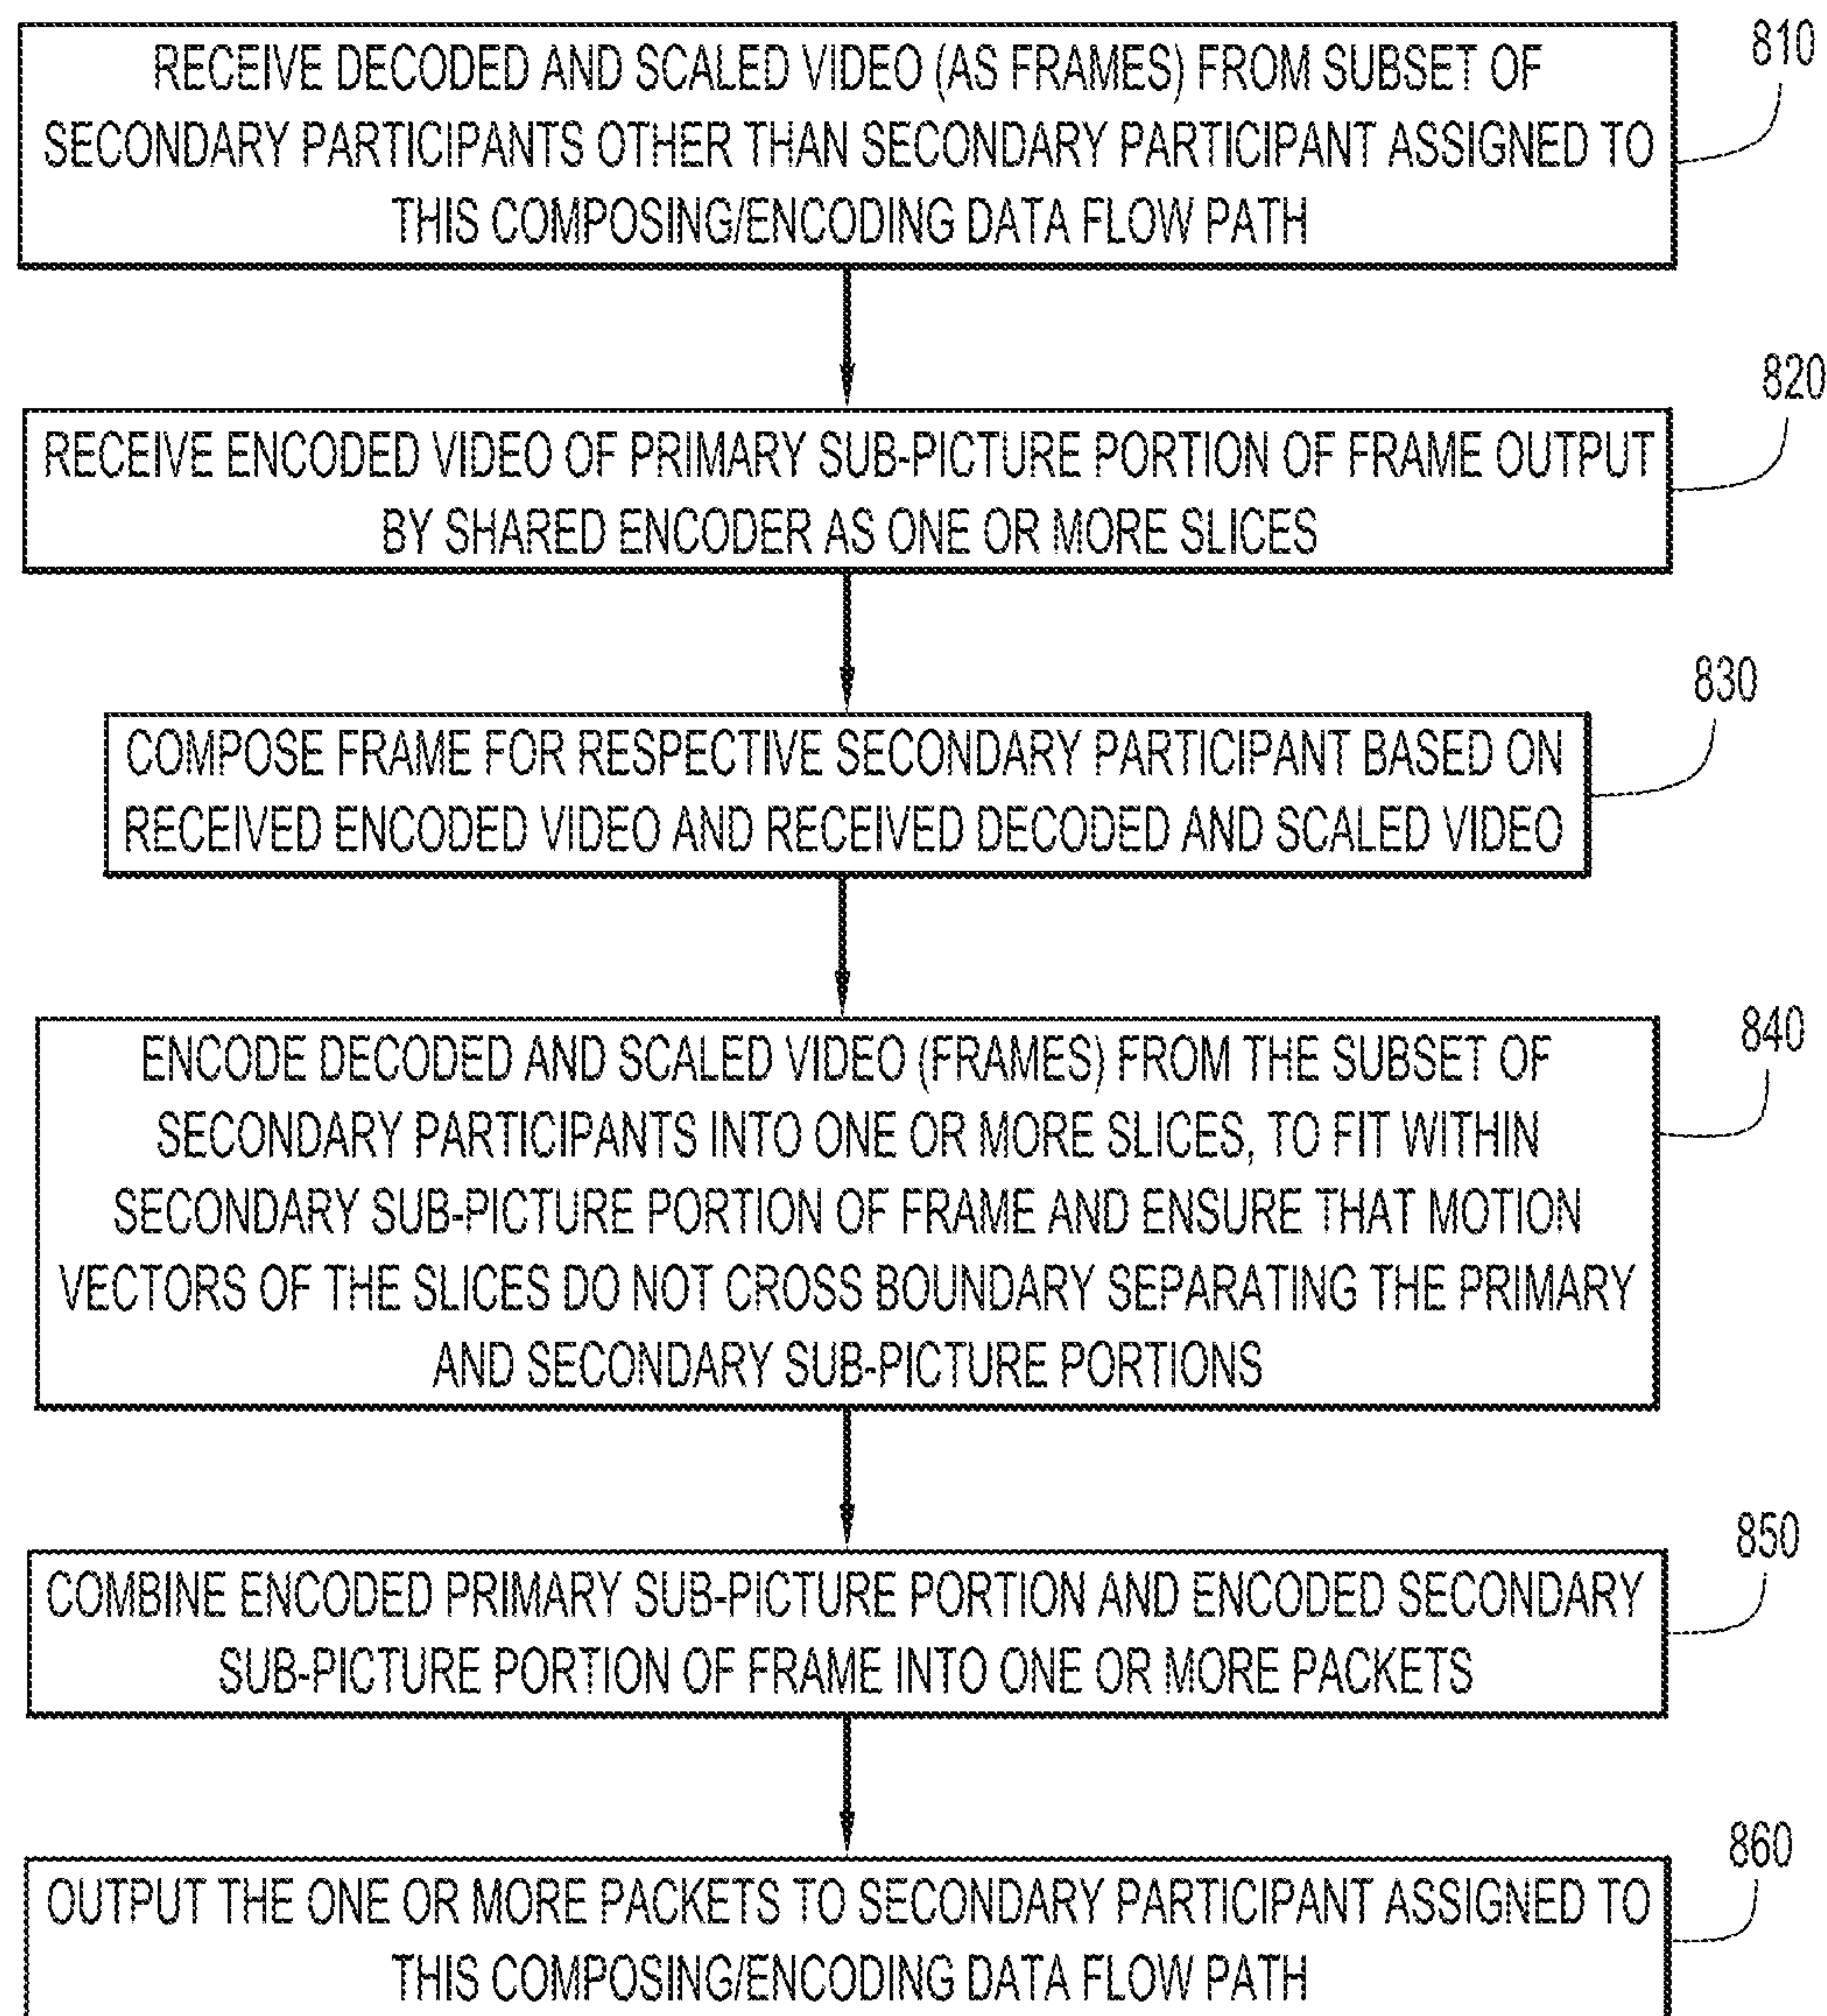 810
RECEIVE DECODED AND SCALED VIDEO (AS FRAMES) FROM SUBSET OF
SECONDARY PARTICIPANTS OTHER THAN SECONDARY PARTICIPANT ASSIGNED TO
THIS COMPOSING/ENCODING DATA FLOW PATH
820
RECEIVE ENCODED VIDEO OF PRIMARY SUB-PICTURE PORTION OF FRAME OUTPUT
BY SHARED ENCODER AS ONE OR MORE SLICES
830
COMPOSE FRAME FOR RESPECTIVE SECONDARY PARTICIPANT BASED ON
RECEIVED ENCODED VIDEO AND RECEIVED DECODED AND SCALED VIDEO
840
ENCODE DECODED AND SCALED VIDEO (FRAMES) FROM THE SUBSET OF
SECONDARY PARTICIPANTS INTO ONE OR MORE SLICES, TO FIT WITHIN
SECONDARY SUB-PICTURE PORTION OF FRAME AND ENSURE THAT MOTION
VECTORS OF THE SLICES DO NOT CROSS BOUNDARY SEPARATING THE PRIMARY
AND SECONDARY SUB-PICTURE PORTIONS
850
COMBINE ENCODED PRIMARY SUB-PICTURE PORTION AND ENCODED SECONDARY
SUB-PICTURE PORTION OF FRAME INTO ONE OR MORE PACKETS
860
OUTPUT THE ONE OR MORE PACKETS TO SECONDARY PARTICIPANT ASSIGNED TO
THIS COMPOSING/ENCODING DATA FLOW PATH